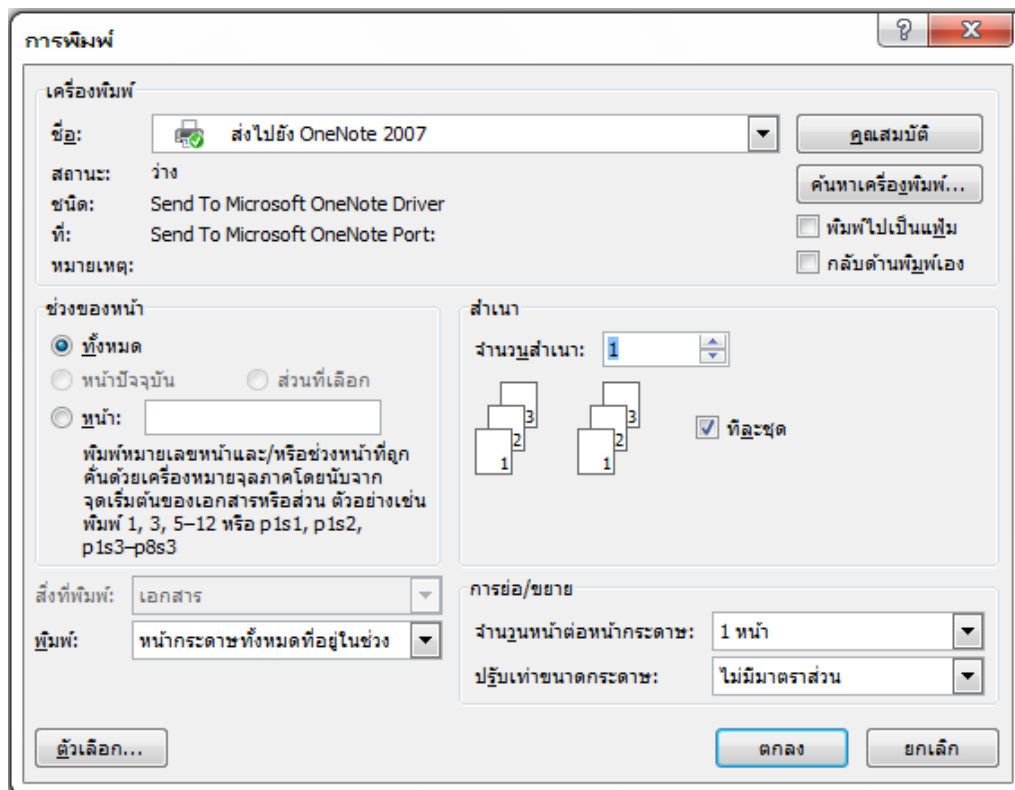 การพิมพ์
เครื่องพิมพ์
ชื่อ: ส่งไปยัง OneNote 2007 คุณสมบัติ
สถานะ: ว่าง ค้นหาเครื่องพิมพ์...
ชนิด: Send To Microsoft OneNote Driver
ที่: Send To Microsoft OneNote Port: พิมพ์ไปเป็นแฟ้ม
หมายเหตุ: กลับด้านพิมพ์เอง
ช่วงของหน้า
ทั้งหมด
หน้าปัจจุบัน ส่วนที่เลือก
หน้า:
พิมพ์หมายเลขหน้าและ/หรือช่วงหน้าที่ถูก
คั่นด้วยเครื่องหมายจุลภาคโดยนับจาก
จุดเริ่มต้นของเอกสารหรือส่วน ตัวอย่างเช่น
พิมพ์ 1, 3, 5–12 หรือ p1s1, p1s2,
p1s3–p8s3
สำเนา
จำนวนสำเนา: 1
3 3
2 2
1 1
ทีละชุด
สิ่งที่พิมพ์: เอกสาร
พิมพ์: หน้ากระดาษทั้งหมดที่อยู่ในช่วง
การย่อ/ขยาย
จำนวนหน้าต่อหน้ากระดาษ: 1 หน้า
ปรับเท่าขนาดกระดาษ: ไม่มีมาตราส่วน
ตัวเลือก... ตกลง ยกเลิก